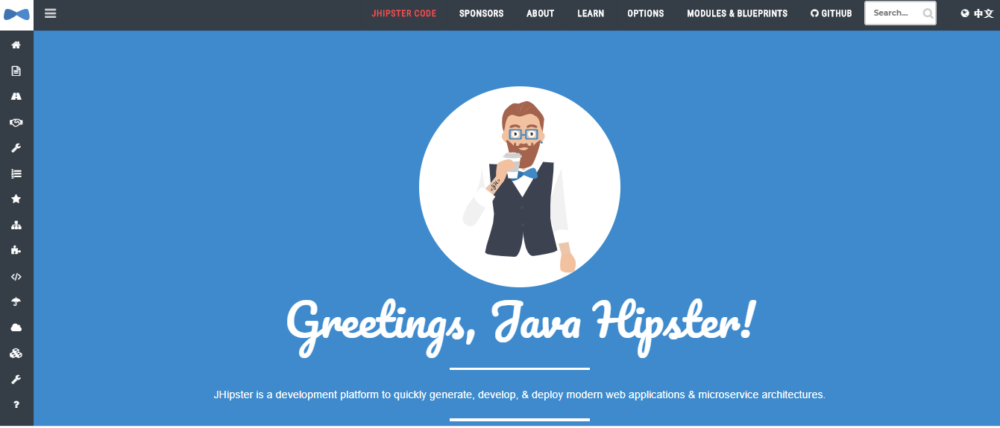 JHIPSTER CODE SPONSORS ABOUT LEARN OPTIONS MODULES & BLUEPRINTS GITHUB Search... 中文
Greetings, Java Hipster!
JHipster is a development platform to quickly generate, develop, & deploy modern web applications & microservice architectures.